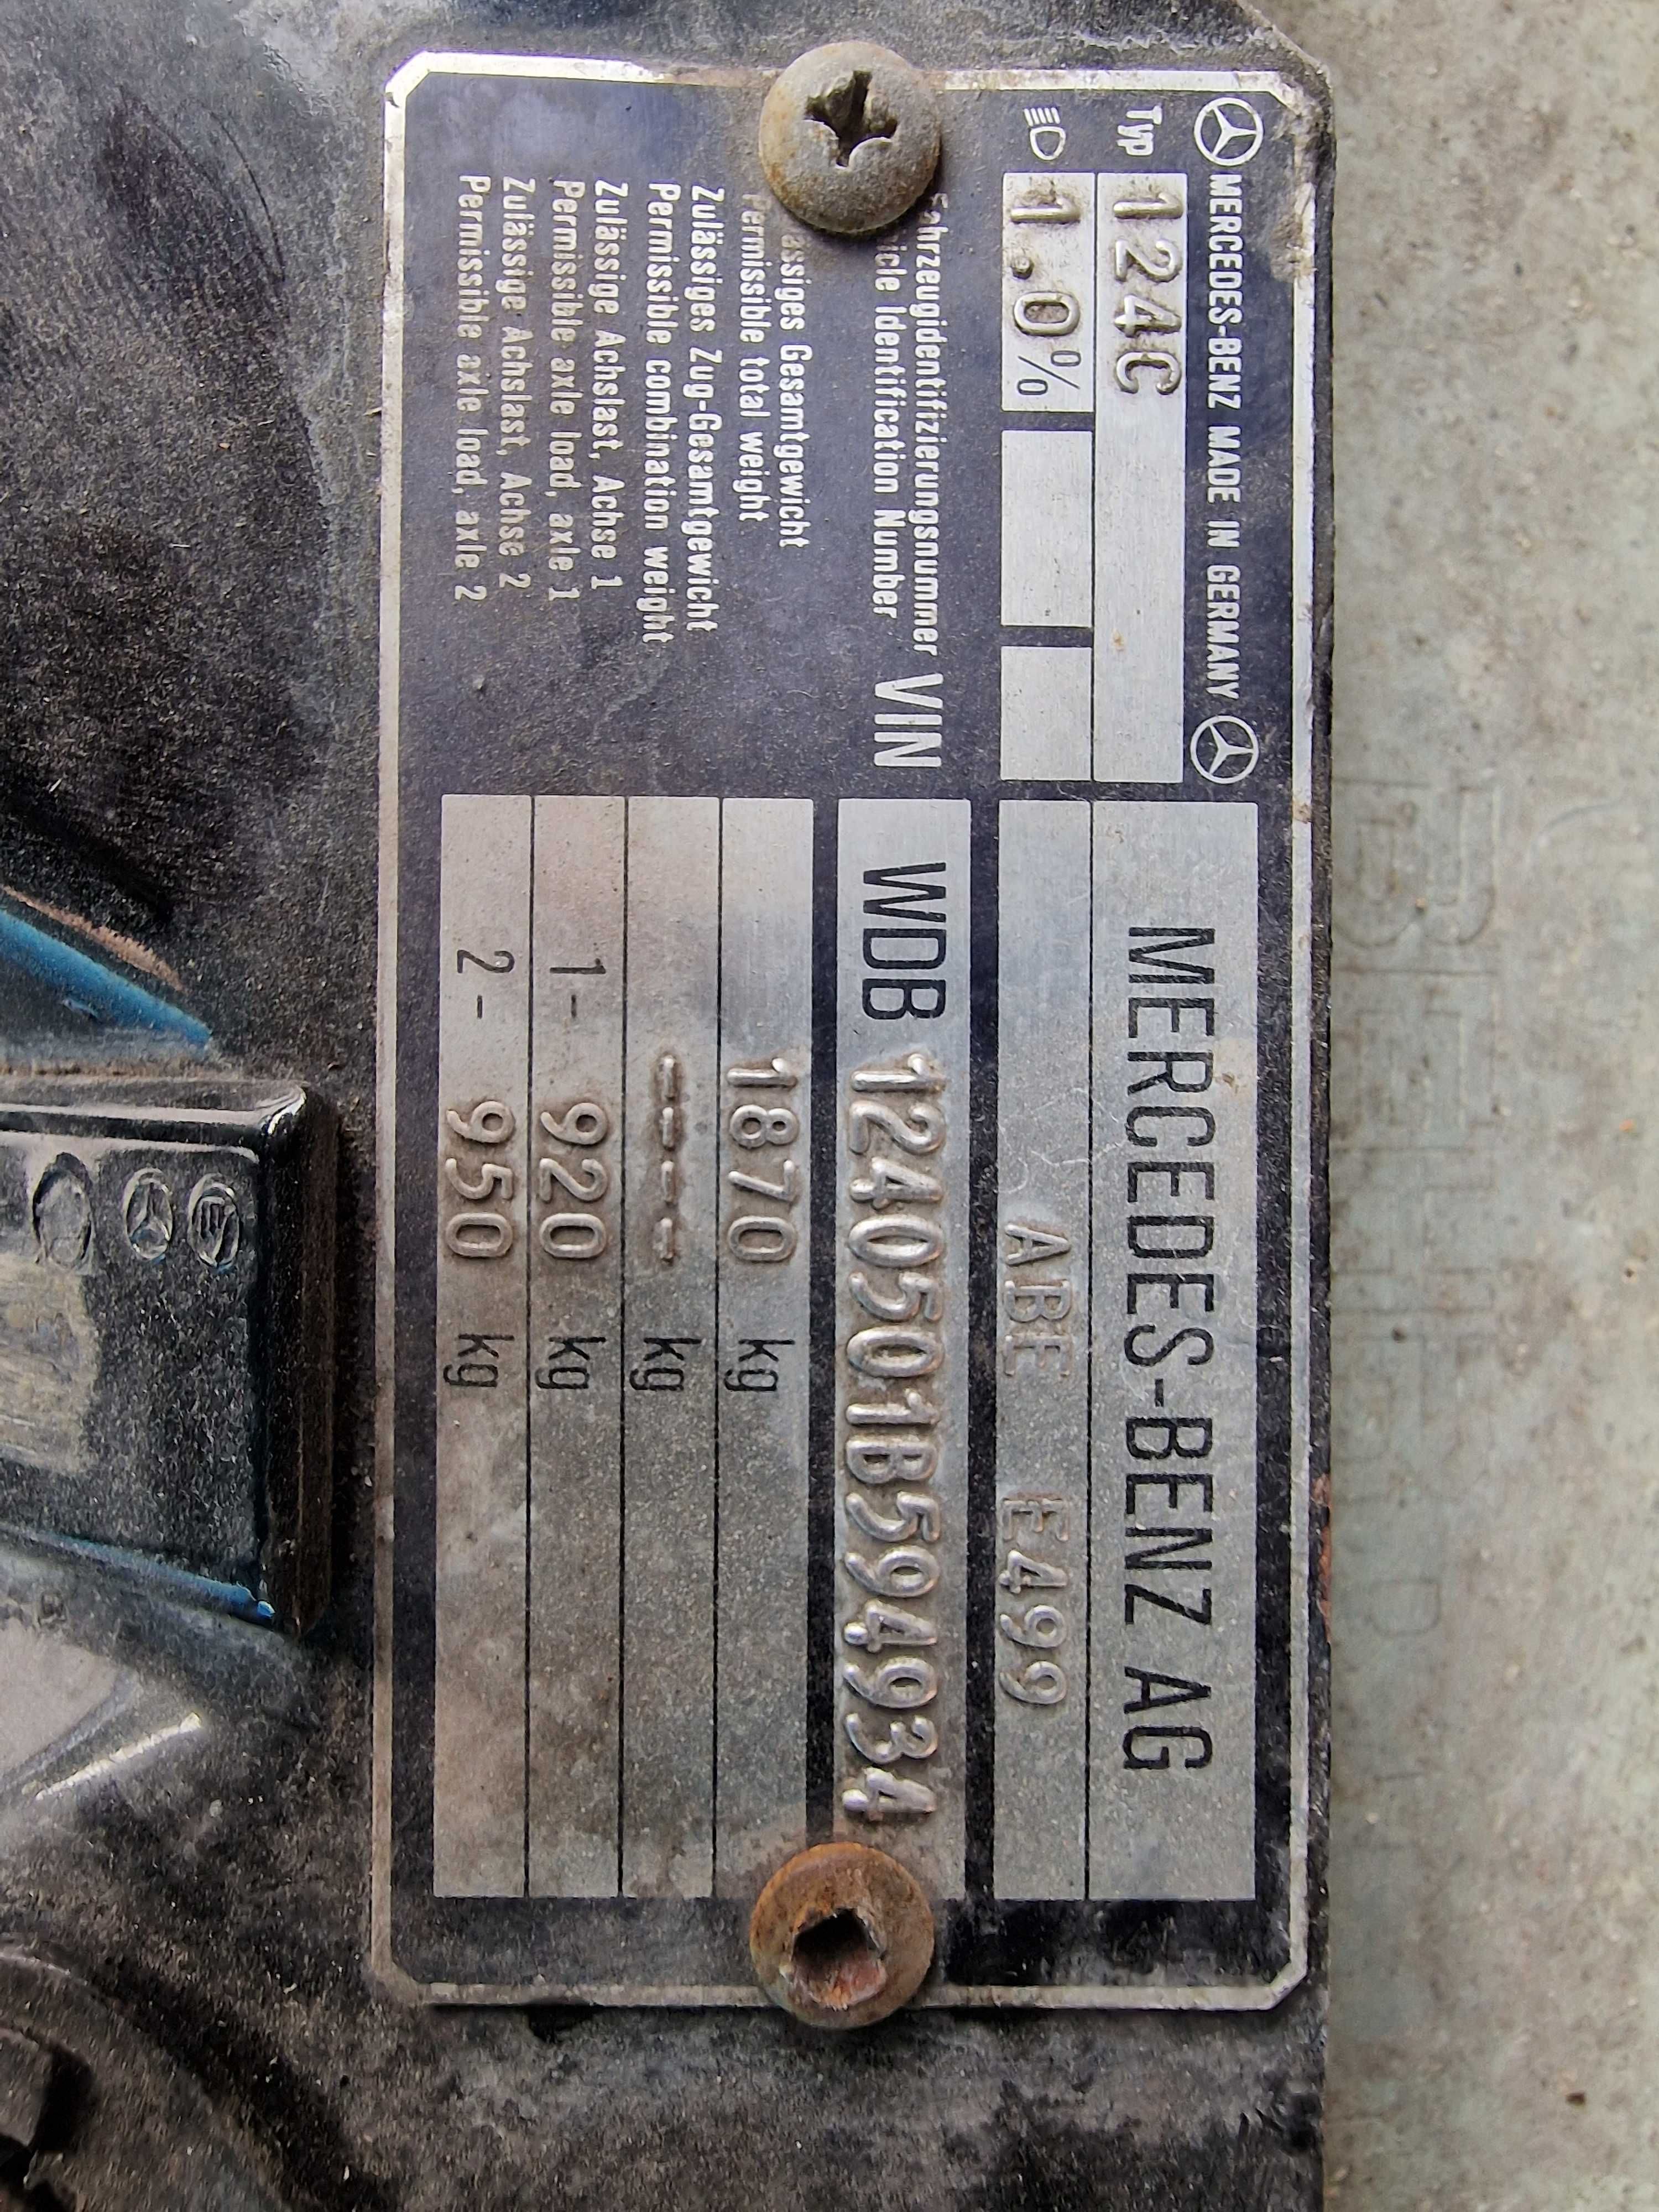 MERCEDES-BENZ MADE IN GERMANY
MERCEDES-BENZ AG
Typ 124C
1.0%
ABE E499
Fahrzeugidentifizierungsnummer
Identification Number
VIN WDB 1240501B594934
Gesamtgewicht
Permissible total weight
1870 kg
Zulässiges Zug-Gesamtgewicht
Permissible combination weight
---- kg
Zulässige Achslast, Achse 1
Permissible axle load, axle 1
1- 920 kg
Zulässige Achslast, Achse 2
Permissible axle load, axle 2
2- 950 kg